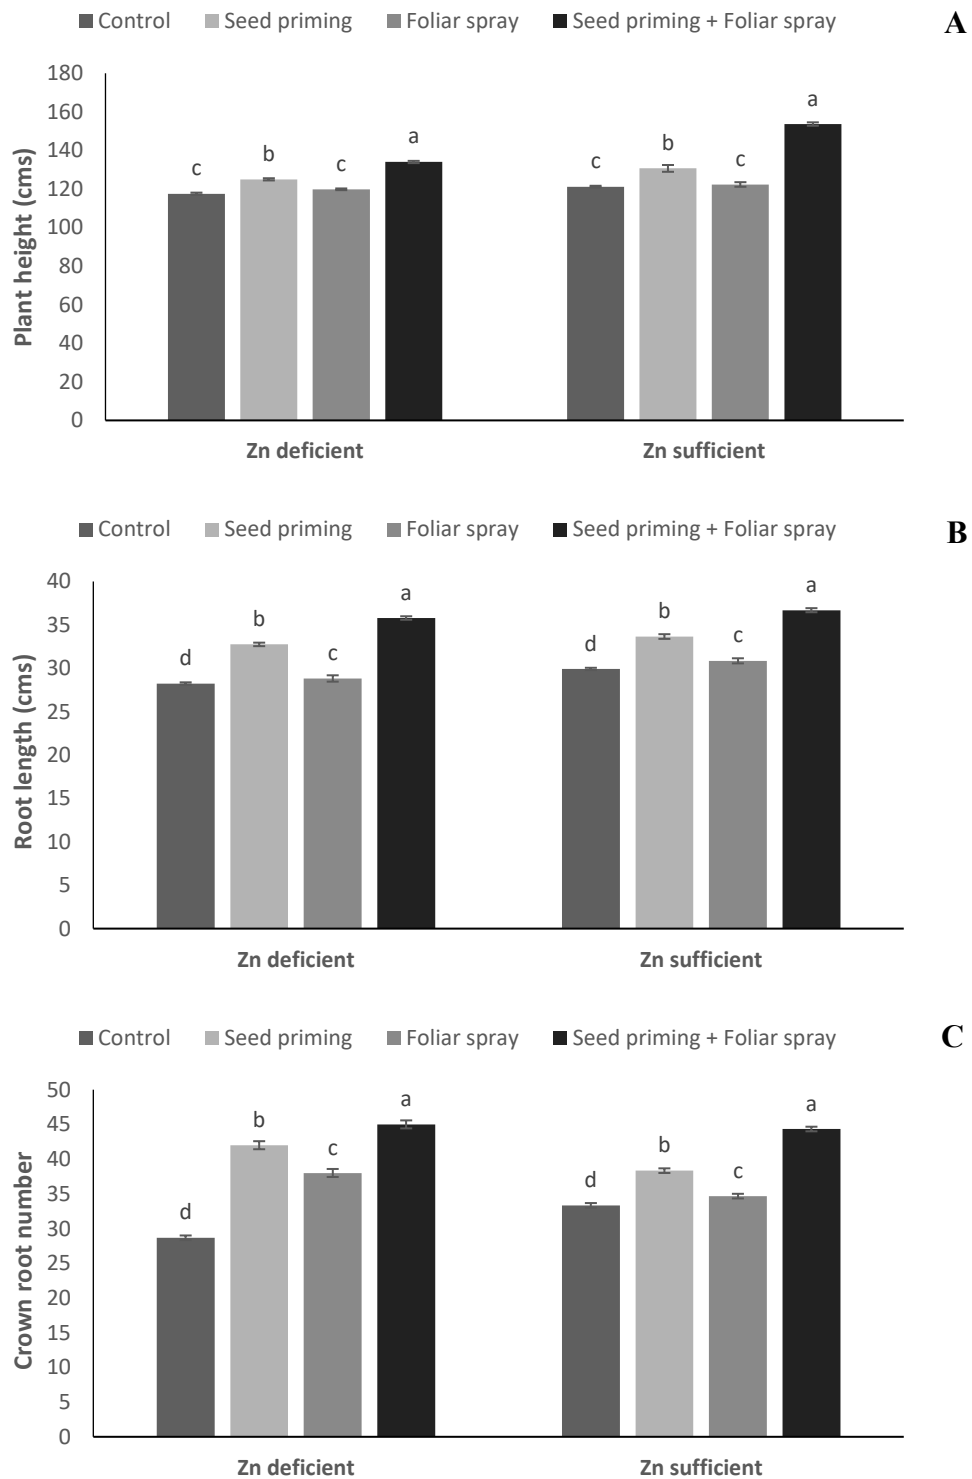 Control Seed priming Foliar spray Seed priming + Foliar spray A
180
160
140
120
100
80
60
40
20
0
Plant height (cms)
c b c a c b c a
Zn deficient Zn sufficient
Control Seed priming Foliar spray Seed priming + Foliar spray B
40
35
30
25
20
15
10
5
0
Root length (cms)
d b c a d b c a
Zn deficient Zn sufficient
Control Seed priming Foliar spray Seed priming + Foliar spray C
50
45
40
35
30
25
20
15
10
5
0
Crown root number
d b c a d b c a
Zn deficient Zn sufficient